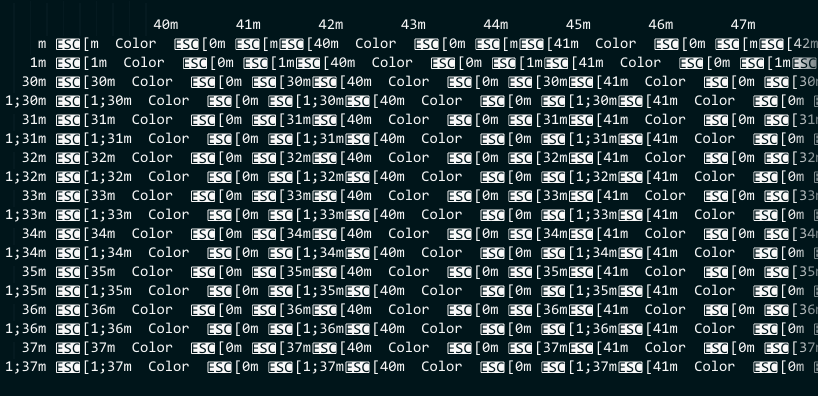 40m 41m 42m 43m 44m 45m 46m 47m
m ESC[m Color ESC[0m ESC[mESC[40m Color ESC[0m ESC[mESC[41m Color ESC[0m ESC[mESC[42m
1m ESC[1m Color ESC[0m ESC[1mESC[40m Color ESC[0m ESC[1mESC[41m Color ESC[0m ESC[1mESC
30m ESC[30m Color ESC[0m ESC[30mESC[40m Color ESC[0m ESC[30mESC[41m Color ESC[0m ESC[30
1;30m ESC[1;30m Color ESC[0m ESC[1;30mESC[40m Color ESC[0m ESC[1;30mESC[41m Color ESC[0m
31m ESC[31m Color ESC[0m ESC[31mESC[40m Color ESC[0m ESC[31mESC[41m Color ESC[0m ESC[31
1;31m ESC[1;31m Color ESC[0m ESC[1;31mESC[40m Color ESC[0m ESC[1;31mESC[41m Color ESC[0m
32m ESC[32m Color ESC[0m ESC[32mESC[40m Color ESC[0m ESC[32mESC[41m Color ESC[0m ESC[32
1;32m ESC[1;32m Color ESC[0m ESC[1;32mESC[40m Color ESC[0m ESC[1;32mESC[41m Color ESC[0m
33m ESC[33m Color ESC[0m ESC[33mESC[40m Color ESC[0m ESC[33mESC[41m Color ESC[0m ESC[33
1;33m ESC[1;33m Color ESC[0m ESC[1;33mESC[40m Color ESC[0m ESC[1;33mESC[41m Color ESC[0m
34m ESC[34m Color ESC[0m ESC[34mESC[40m Color ESC[0m ESC[34mESC[41m Color ESC[0m ESC[34
1;34m ESC[1;34m Color ESC[0m ESC[1;34mESC[40m Color ESC[0m ESC[1;34mESC[41m Color ESC[0m
35m ESC[35m Color ESC[0m ESC[35mESC[40m Color ESC[0m ESC[35mESC[41m Color ESC[0m ESC[35
1;35m ESC[1;35m Color ESC[0m ESC[1;35mESC[40m Color ESC[0m ESC[1;35mESC[41m Color ESC[0m
36m ESC[36m Color ESC[0m ESC[36mESC[40m Color ESC[0m ESC[36mESC[41m Color ESC[0m ESC[36
1;36m ESC[1;36m Color ESC[0m ESC[1;36mESC[40m Color ESC[0m ESC[1;36mESC[41m Color ESC[0m
37m ESC[37m Color ESC[0m ESC[37mESC[40m Color ESC[0m ESC[37mESC[41m Color ESC[0m ESC[37
1;37m ESC[1;37m Color ESC[0m ESC[1;37mESC[40m Color ESC[0m ESC[1;37mESC[41m Color ESC[0m